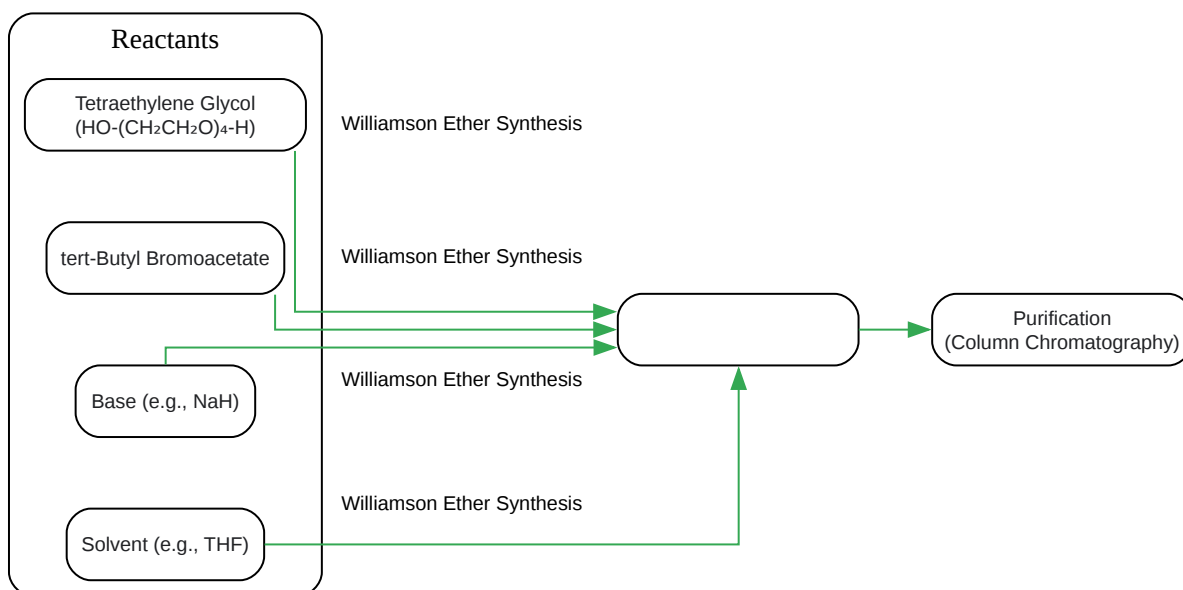 Reactants
Tetraethylene Glycol
(HO-(CH₂CH₂O)₄-H)
Williamson Ether Synthesis
tert-Butyl Bromoacetate
Williamson Ether Synthesis
Purification
(Column Chromatography)
Base (e.g., NaH)
Williamson Ether Synthesis
Solvent (e.g., THF)
Williamson Ether Synthesis